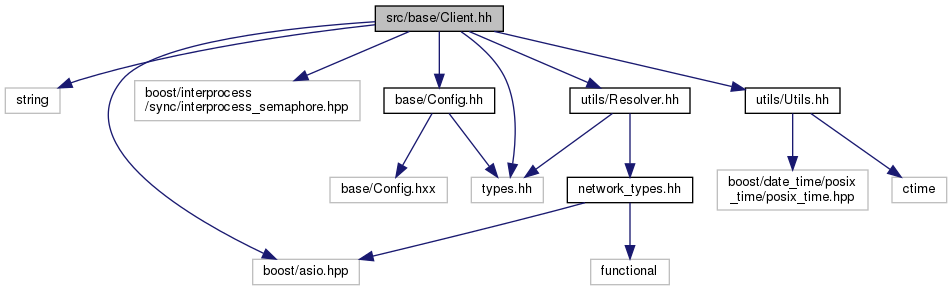 src/base/Client.hh
string
boost/interprocess
/sync/interprocess_semaphore.hpp
base/Config.hh
utils/Resolver.hh
utils/Utils.hh
base/Config.hxx
types.hh
network_types.hh
boost/date_time/posix
_time/posix_time.hpp
ctime
boost/asio.hpp
functional